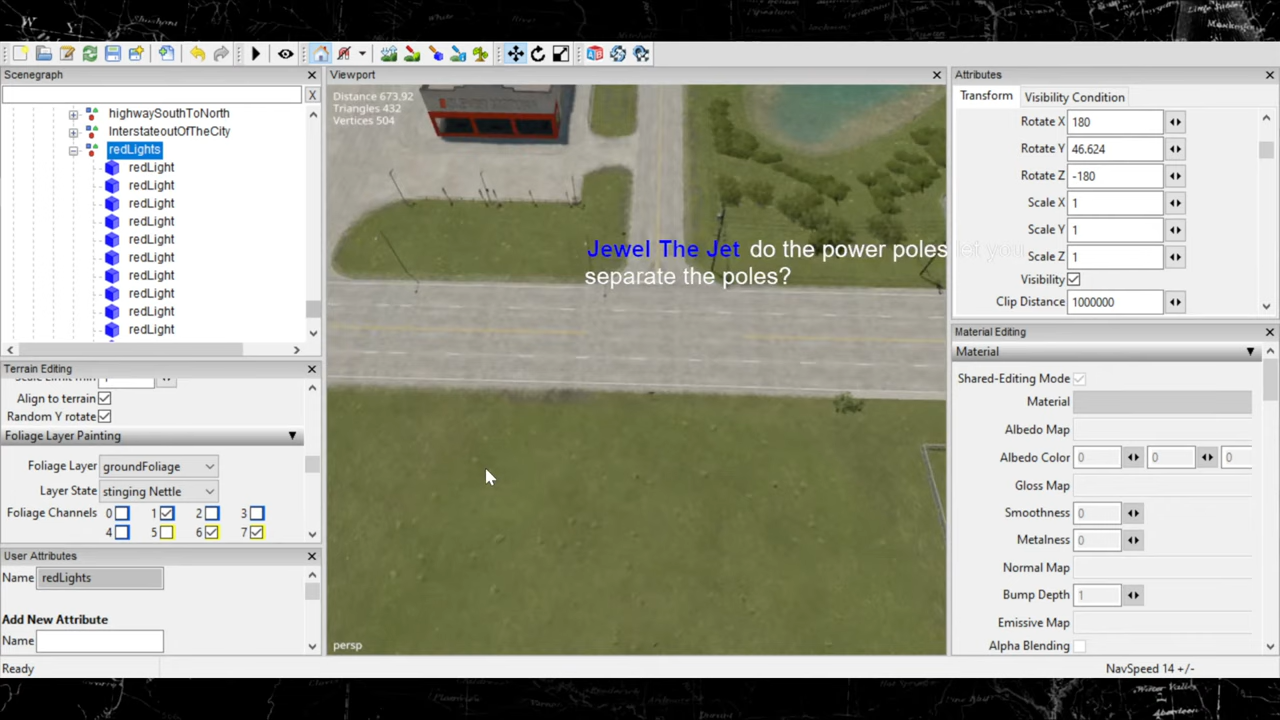 Scenegraph
X
highwaySouthToNorth
InterstateoutOfTheCity
redLights
redLight
redLight
redLight
redLight
redLight
redLight
redLight
redLight
redLight
redLight
Terrain Editing
Align to terrain
Random Y rotate
Foliage Layer Painting
Foliage Layer groundFoliage
Layer State stinging Nettle
Foliage Channels 0 1 2 3
4 5 6 7
User Attributes
Name redLights
Add New Attribute
Name
Ready
Viewport
Distance 673.92
Triangles 432
Vertices 504
Jewel The Jet do the power poles let you
separate the poles?
persp
Attributes
Transform Visibility Condition
Rotate X 180
Rotate Y 46.624
Rotate Z -180
Scale X 1
Scale Y 1
Scale Z 1
Visibility
Clip Distance 1000000
Material Editing
Material
Shared-Editing Mode
Material
Albedo Map
Albedo Color 0 0 0
Gloss Map
Smoothness 0
Metalness 0
Normal Map
Bump Depth 1
Emissive Map
Alpha Blending
NavSpeed 14 +/-